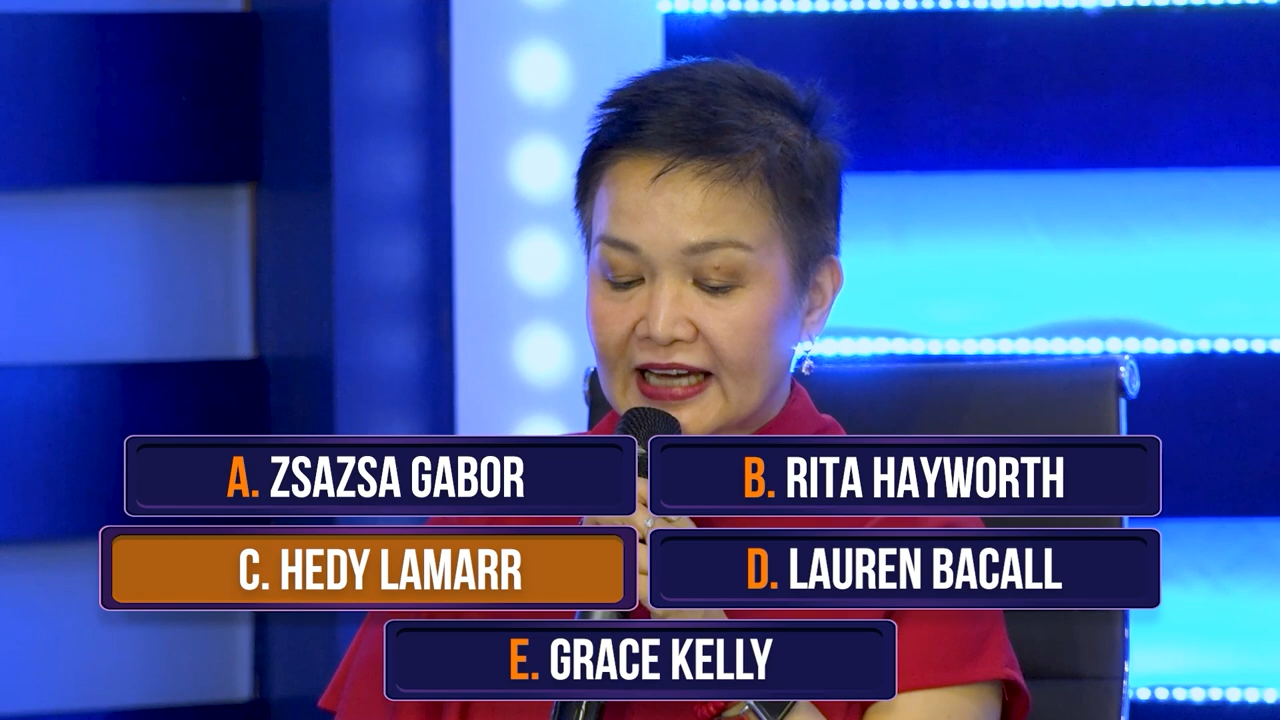 A. ZSAZSA GABOR
B. RITA HAYWORTH
C. HEDY LAMARR
D. LAUREN BACALL
E. GRACE KELLY